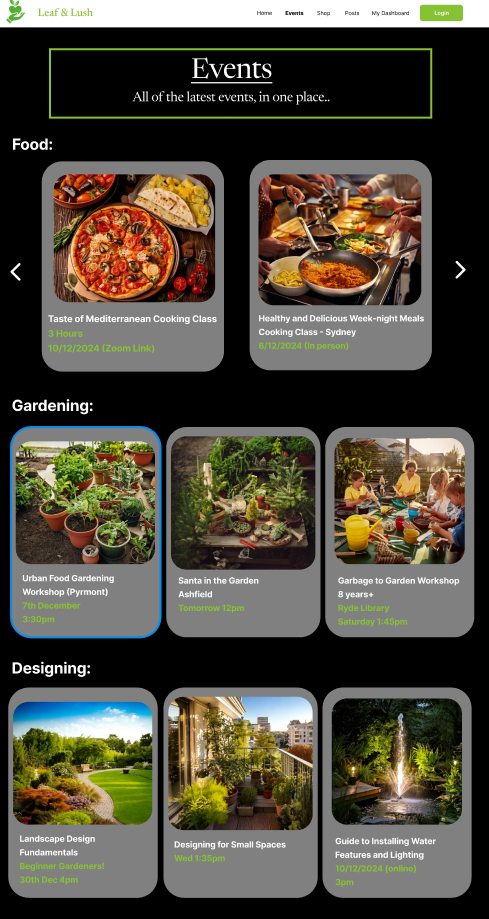 Leaf & Lush
Home Events Shop Posts My Dashboard Login
Events
All of the latest events, in one place..
Food:
Taste of Mediterranean Cooking Class
3 Hours
10/12/2024 (Zoom Link)
Healthy and Delicious Week-night Meals
Cooking Class - Sydney
6/12/2024 (In person)
Gardening:
Urban Food Gardening
Workshop (Pyrmont)
7th December
3:30pm
Santa in the Garden
Ashfield
Tomorrow 12pm
Garbage to Garden Workshop
8 years+
Ryde Library
Saturday 1:45pm
Designing:
Landscape Design
Fundamentals
Beginner Gardeners!
30th Dec 4pm
Designing for Small Spaces
Wed 1:35pm
Guide to Installing Water
Features and Lighting
10/12/2024 (online)
3pm